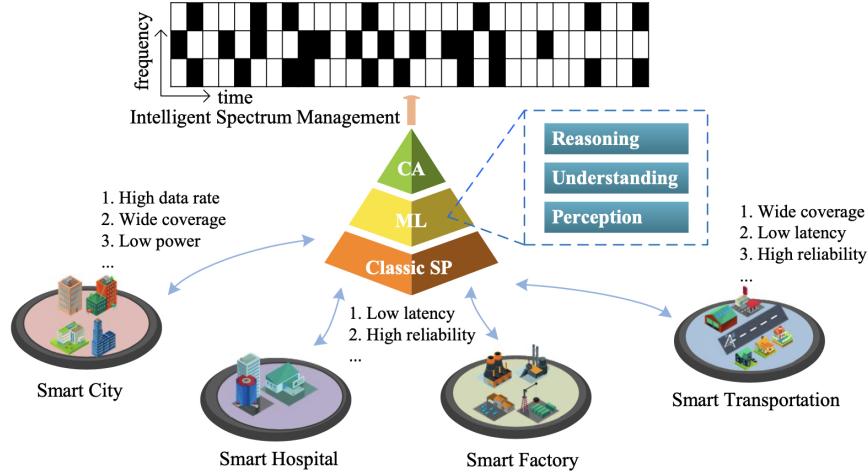 frequency
time
Intelligent Spectrum Management
CA
ML
Classic SP
Reasoning
Understanding
Perception
1. High data rate
2. Wide coverage
3. Low power
...
1. Wide coverage
2. Low latency
3. High reliability
...
1. Low latency
2. High reliability
...
Smart City
Smart Hospital
Smart Factory
Smart Transportation